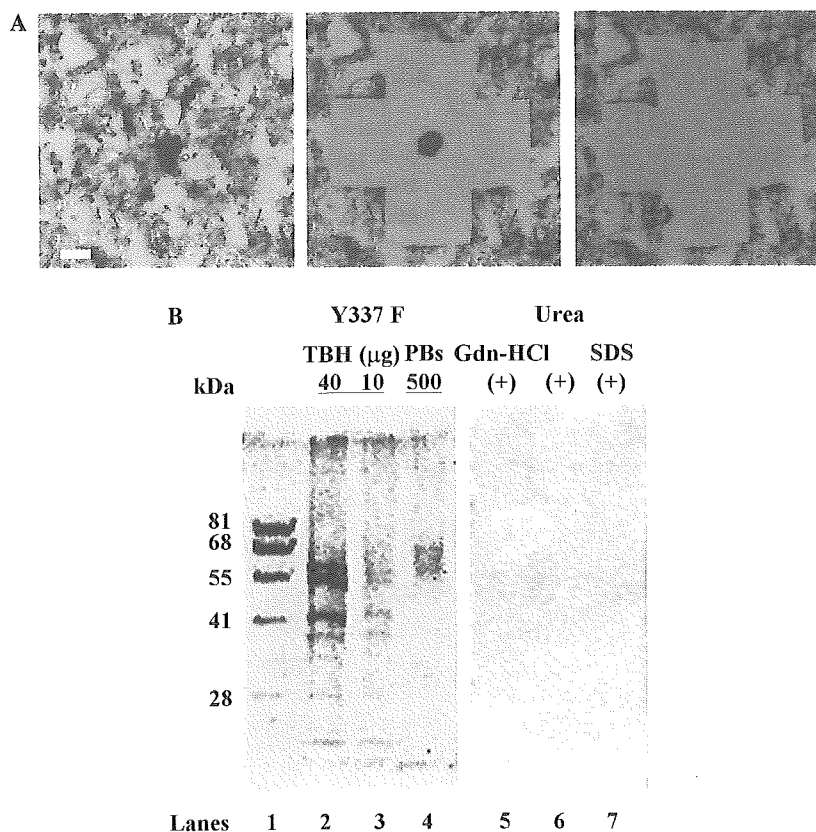 A
B Y337 F Urea
TBH (μg) PBs Gdn-HCl SDS
kDa 40 10 500 (+) (+) (+)
81
68
55
41
28
Lanes 1 2 3 4 5 6 7